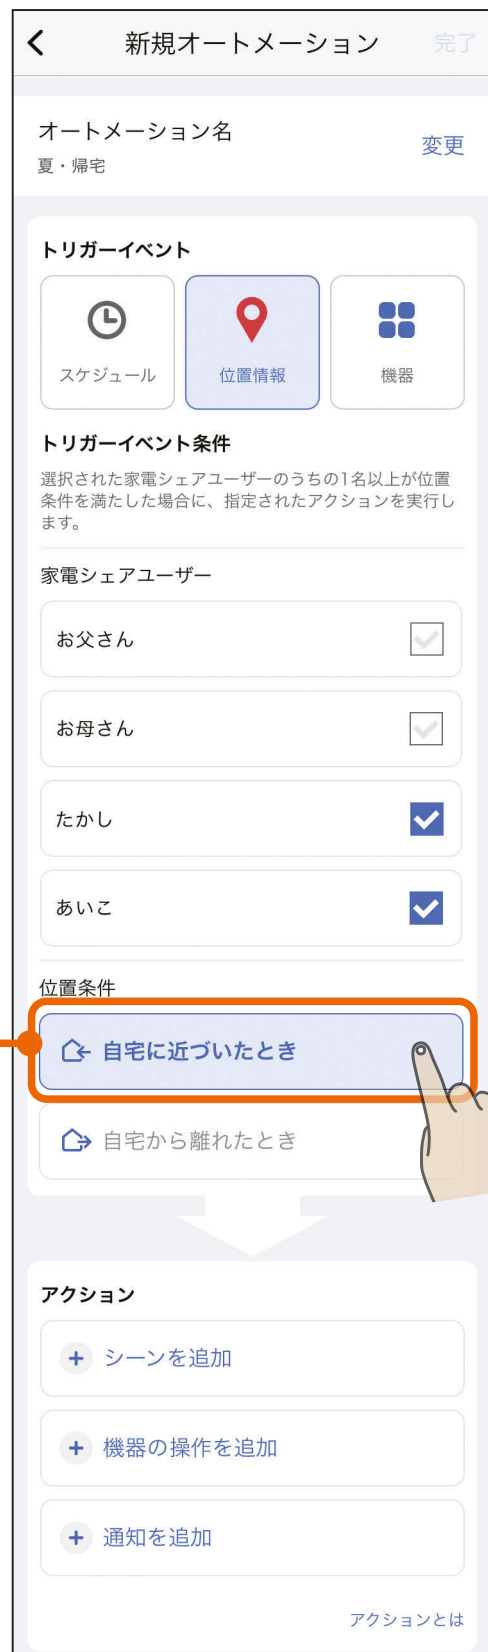 新規オートメーション 完了
オートメーション名
変更
夏・帰宅
トリガーイベント
スケジュール 位置情報 機器
トリガーイベント条件
選択された家電シェアユーザーのうちの1名以上が位置
条件を満たした場合に、指定されたアクションを実行し
ます。
家電シェアユーザー
お父さん
お母さん
たかし
あいこ
位置条件
自宅に近づいたとき
自宅から離れたとき
アクション
+ シーンを追加
+ 機器の操作を追加
+ 通知を追加
アクションとは